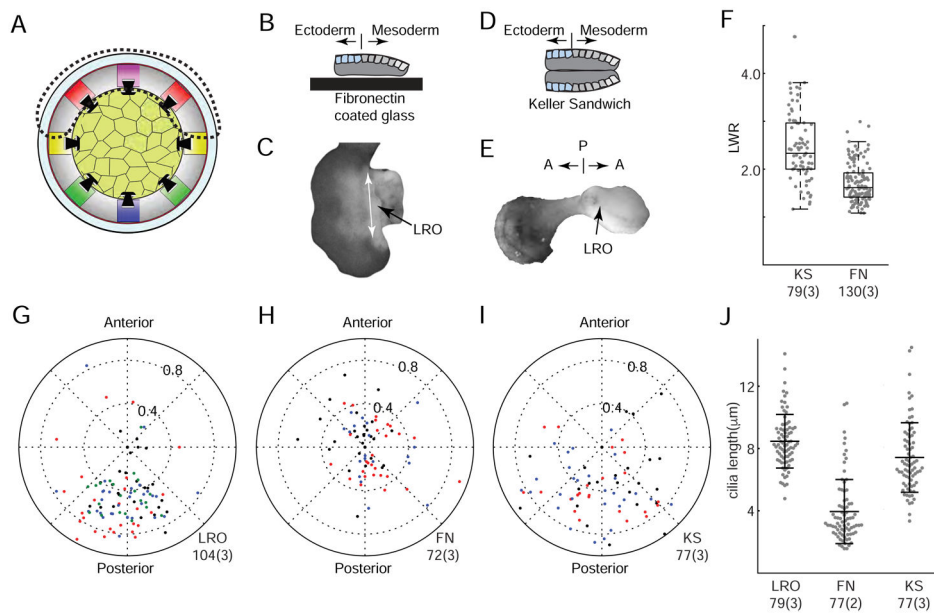 A
B
Ectoderm
Mesoderm
Fibronectin
coated glass
C
LRO
D
Ectoderm
Mesoderm
Keller Sandwich
E
P
A
A
LRO
F
LWR
4.0
2.0
KS
79(3)
FN
130(3)
G
Anterior
0.8
0.4
LRO
104(3)
Posterior
H
Anterior
0.8
0.4
FN
72(3)
Posterior
I
Anterior
0.8
0.4
KS
77(3)
Posterior
J
cilia length(μm)
12
8
4
LRO
79(3)
FN
77(2)
KS
77(3)